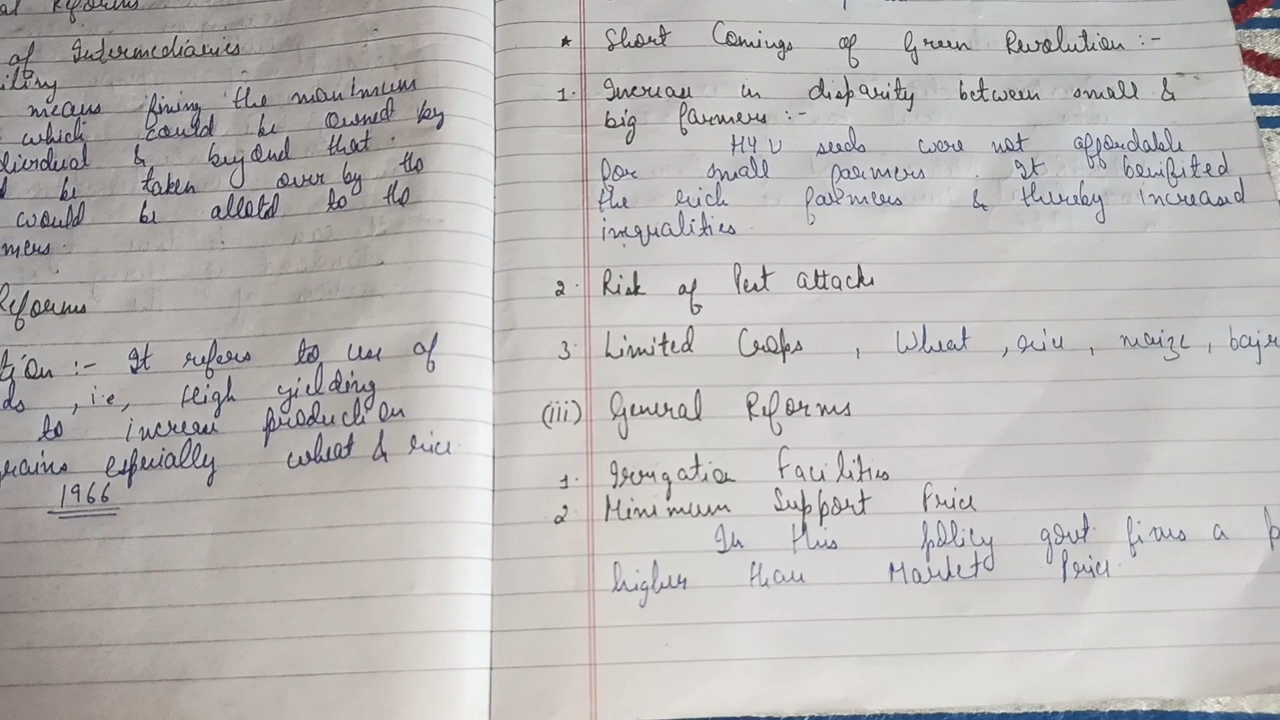 Reforms
of Intermediaries
means fixing the maximum
which could be owned by
& beyond that.
be taken over by the
would be allotd to the
mers.
Reforms
:- It refers to use of
, i.e, High yielding
to increase production
especially wheat & rice.
1966
* Short Comings of Green Revolution :-
1. Increase in disparity between small &
big farmers :-
HYV seeds were not affordable
for small farmers. It benifited
the rich farmers & thereby increased
inequalities.
2. Risk of Pest attack
3. Limited Crops, Wheat, rice, maize, bajr
(iii) General Reforms
1. Irrigation Facilities
2. Minimum Support Price
In this policy govt fixes a p
higher than Market Price.